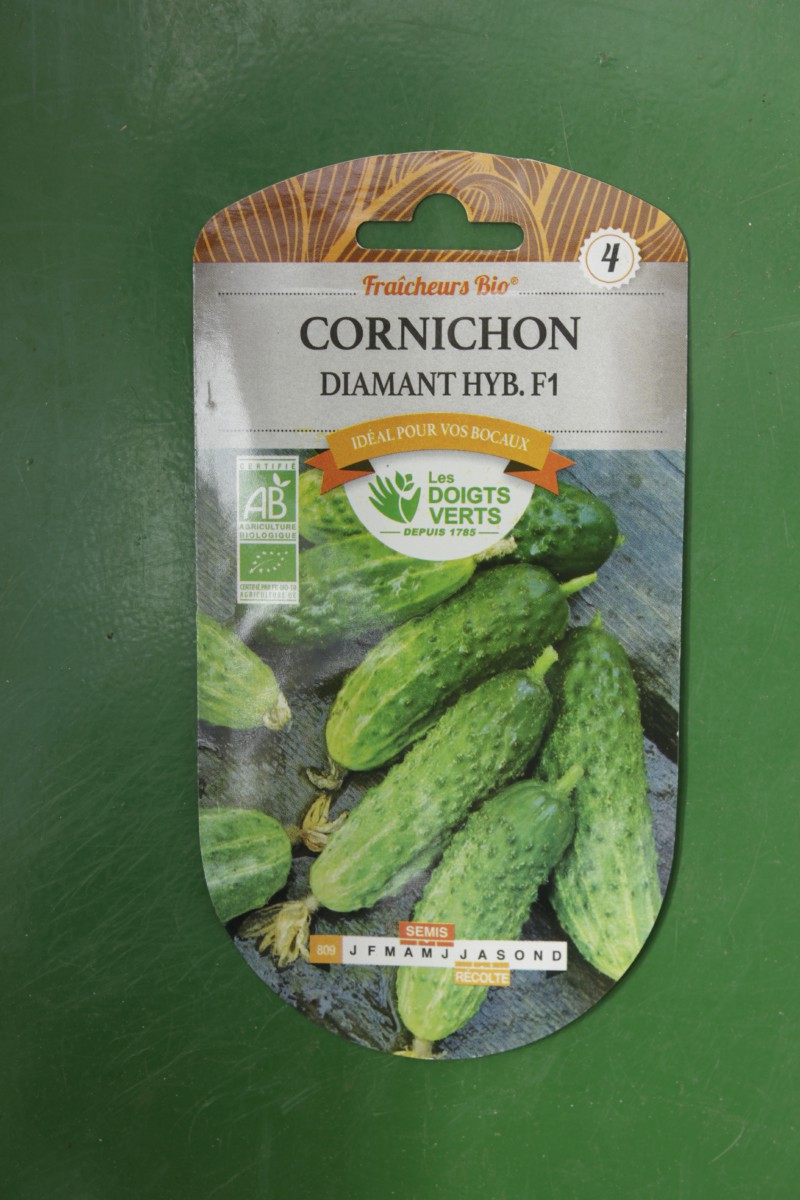 4
Fraîcheurs Bio®
CORNICHON
DIAMANT HYB. F1
IDÉAL POUR VOS BOCAUX
CERTIFIÉ
AB
AGRICULTURE
BIOLOGIQUE
Les
DOIGTS
VERTS
DEPUIS 1785
SEMIS
809 J F M A M J J A S O N D
RÉCOLTE